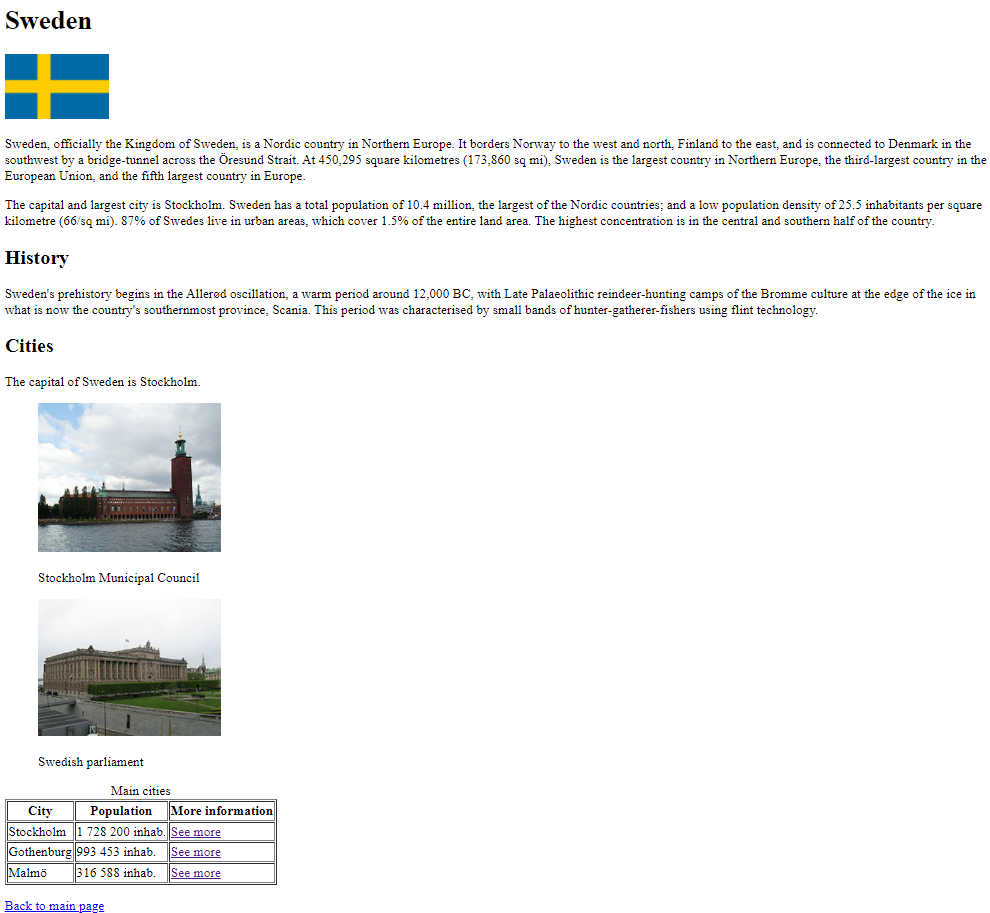 Sweden
Sweden, officially the Kingdom of Sweden, is a Nordic country in Northern Europe. It borders Norway to the west and north, Finland to the east, and is connected to Denmark in the
southwest by a bridge-tunnel across the Öresund Strait. At 450,295 square kilometres (173,860 sq mi), Sweden is the largest country in Northern Europe, the third-largest country in the
European Union, and the fifth largest country in Europe.
The capital and largest city is Stockholm. Sweden has a total population of 10.4 million, the largest of the Nordic countries; and a low population density of 25.5 inhabitants per square
kilometre (66/sq mi). 87% of Swedes live in urban areas, which cover 1.5% of the entire land area. The highest concentration is in the central and southern half of the country.
History
Sweden's prehistory begins in the Allerød oscillation, a warm period around 12,000 BC, with Late Palaeolithic reindeer-hunting camps of the Bromme culture at the edge of the ice in
what is now the country's southernmost province, Scania. This period was characterised by small bands of hunter-gatherer-fishers using flint technology.
Cities
The capital of Sweden is Stockholm.
Stockholm Municipal Council
Swedish parliament
Main cities
City Population More information
Stockholm 1 728 200 inhab. See more
Gothenburg 993 453 inhab. See more
Malmö 316 588 inhab. See more
Back to main page